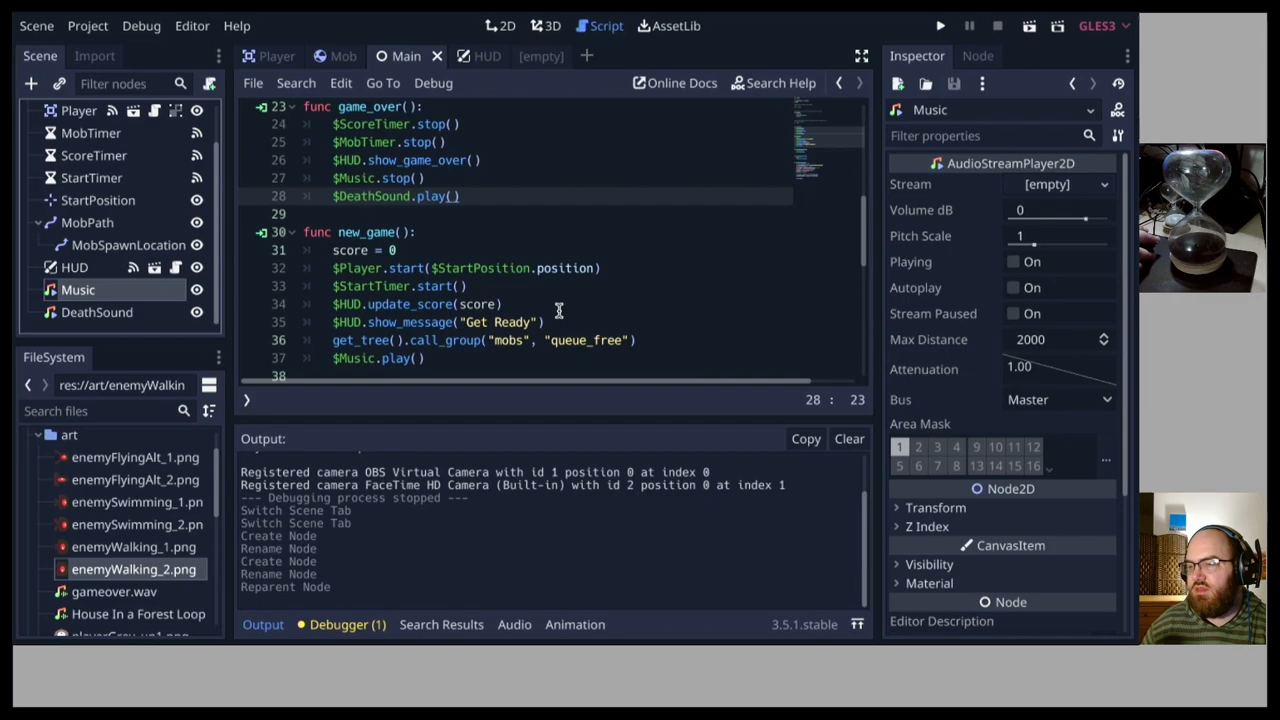 Scene Project Debug Editor Help
2D 3D Script AssetLib
GLES3
Scene Import
Player Mob Main HUD [empty]
Inspector Node
Filter nodes
File Search Edit Go To Debug
Online Docs Search Help
Player
MobTimer
ScoreTimer
StartTimer
StartPosition
MobPath
MobSpawnLocation
HUD
Music
DeathSound
23 func game_over():
24 $ScoreTimer.stop()
25 $MobTimer.stop()
26 $HUD.show_game_over()
27 $Music.stop()
28 $DeathSound.play()
29
30 func new_game():
31 score = 0
32 $Player.start($StartPosition.position)
33 $StartTimer.start()
34 $HUD.update_score(score)
35 $HUD.show_message("Get Ready")
36 get_tree().call_group("mobs", "queue_free")
37 $Music.play()
38
28 : 23
FileSystem
res://art/enemyWalkin
Search files
art
enemyFlyingAlt_1.png
enemyFlyingAlt_2.png
enemySwimming_1.pn
enemySwimming_2.pn
enemyWalking_1.png
enemyWalking_2.png
gameover.wav
House In a Forest Loop
playerGrey_up1.png
Output:
Copy Clear
Registered camera OBS Virtual Camera with id 1 position 0 at index 0
Registered camera FaceTime HD Camera (Built-in) with id 2 position 0 at index 1
--- Debugging process stopped ---
Switch Scene Tab
Switch Scene Tab
Create Node
Rename Node
Create Node
Rename Node
Reparent Node
Output Debugger (1) Search Results Audio Animation 3.5.1.stable
Music
Filter properties
AudioStreamPlayer2D
Stream [empty]
Volume dB 0
Pitch Scale 1
Playing On
Autoplay On
Stream Paused On
Max Distance 2000
Attenuation 1.00
Bus Master
Area Mask
1 2 3 4 9 10 11 12
5 6 7 8 13 14 15 16
Node2D
Transform
Z Index
CanvasItem
Visibility
Material
Node
Editor Description